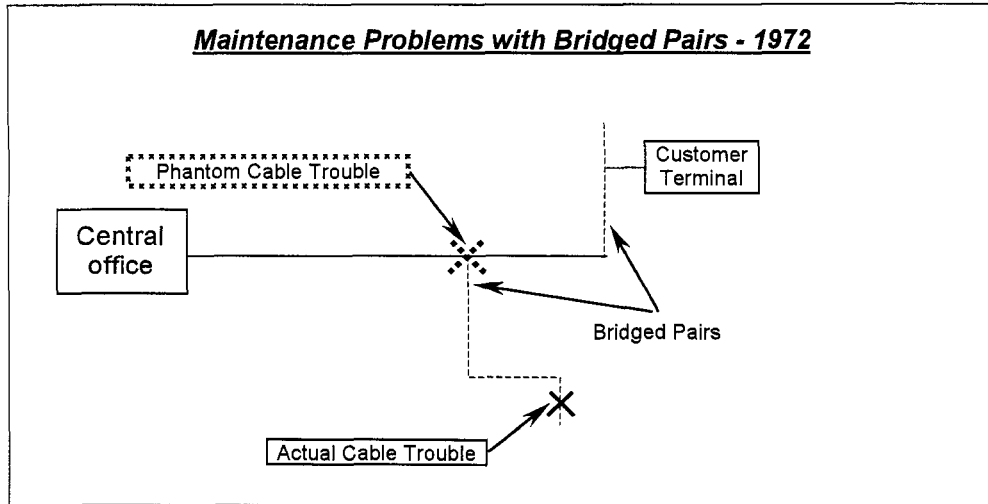 Maintenance Problems with Bridged Pairs - 1972
Phantom Cable Trouble
Customer
Terminal
Central
office
Bridged Pairs
Actual Cable Trouble